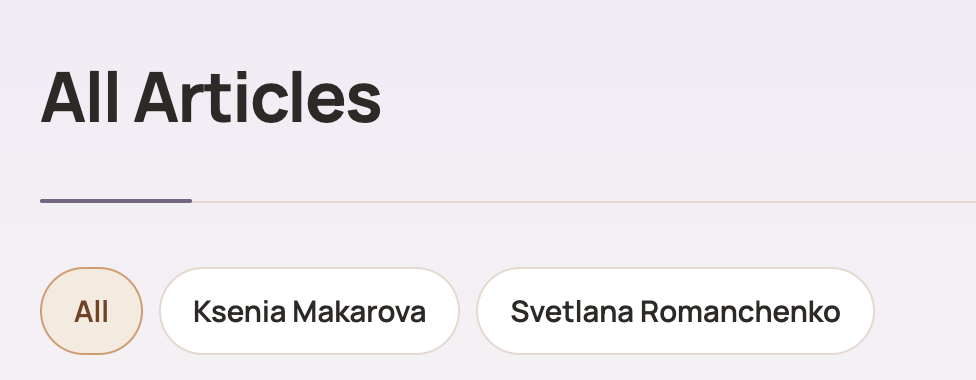 All Articles
All Ksenia Makarova Svetlana Romanchenko